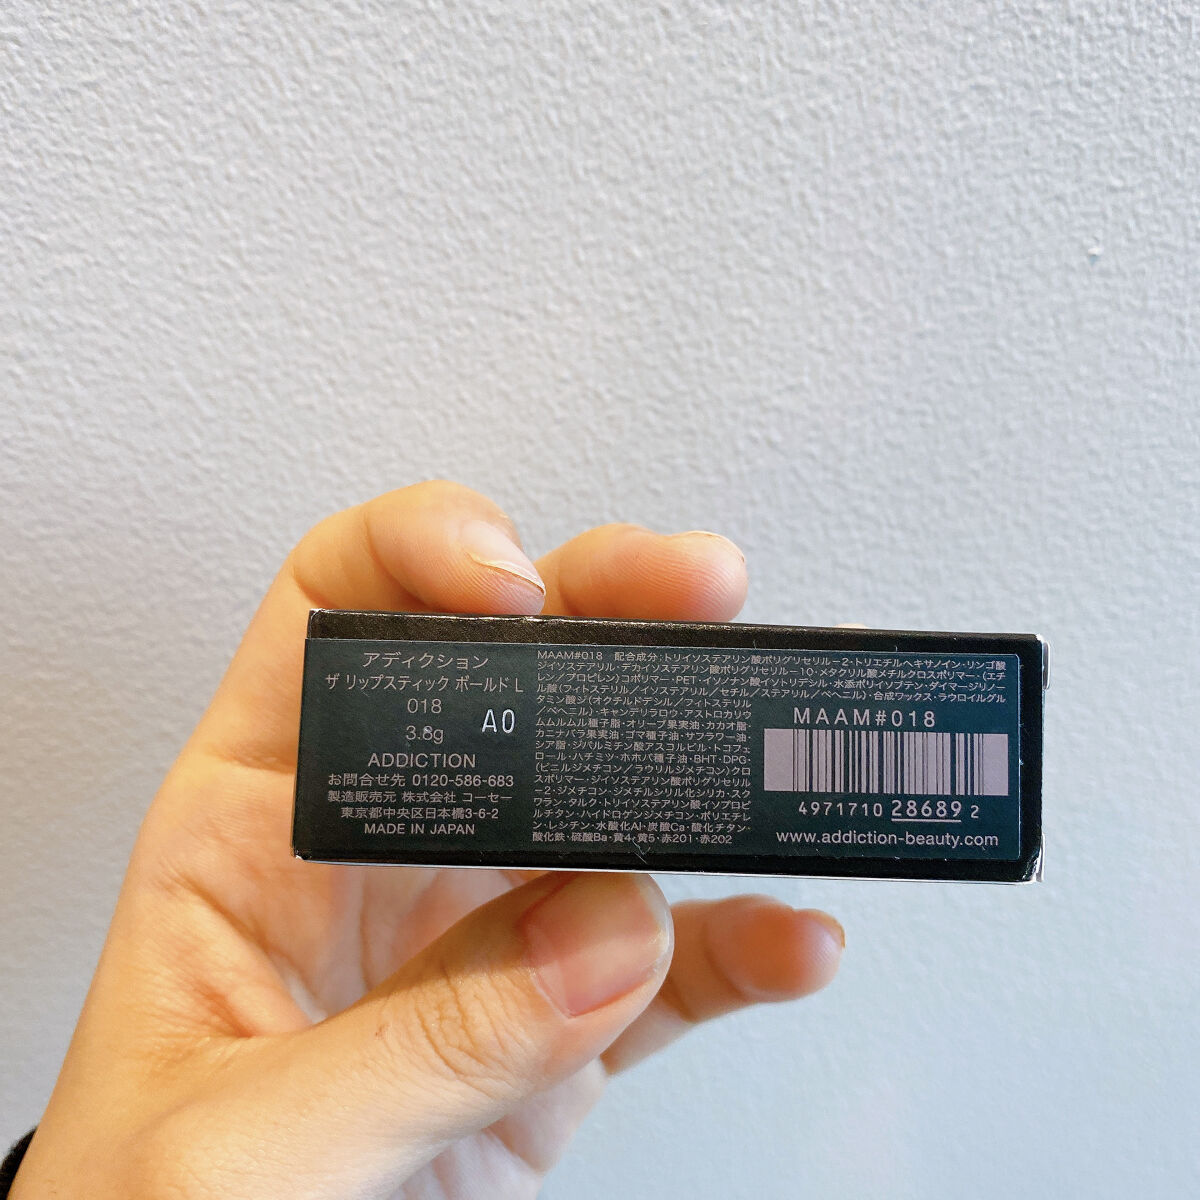 アディクション
ザ リップスティック ボールド L
018
3.8g
A0
ADDICTION
お問合せ先 0120-586-683
製造販売元 株式会社 コーセー
東京都中央区日本橋3-6-2
MADE IN JAPAN
MAAM#018 配合成分:トリイソステアリン酸ポリグリセリル-2・トリエチルヘキサノイン・リンゴ酸
ジイソステアリル・デカイソステアリン酸ポリグリセリル-10・メタクリル酸メチルクロスポリマー・(エチ
レン/プロピレン)コポリマー・PET・イソノナン酸イソトリデシル・水添ポリイソブテン・ダイマージリノー
ル酸(フィトステリル/イソステアリル/セチル/ステアリル/ベヘニル)・合成ワックス・ラウロイルグル
タミン酸ジ(オクチルドデシル/フィトステリル
/ベヘニル)・キャンデリラロウ・アストロカリウ
ムムルムル種子脂・オリーブ果実油・カカオ脂・
カニナバラ果実油・ゴマ種子油・サフラワー油・
シア脂・ジパルミチン酸アスコルビル・トコフェ
ロール・ハチミツ・ホホバ種子油・BHT・DPG・
(ビニルジメチコン/ラウリルジメチコン)クロ
スポリマー・ジイソステアリン酸ポリグリセリル
-2・ジメチコン・ジメチルシリル化シリカ・スク
ワラン・タルク・トリイソステアリン酸イソプロピ
ルチタン・ハイドロゲンジメチコン・ポリエチレ
ン・レシチン・水酸化Al・炭酸Ca・酸化チタン・
酸化鉄・硫酸Ba・黄4・黄5・赤201・赤202
MAAM#018
4971710 28689 2
www.addiction-beauty.com